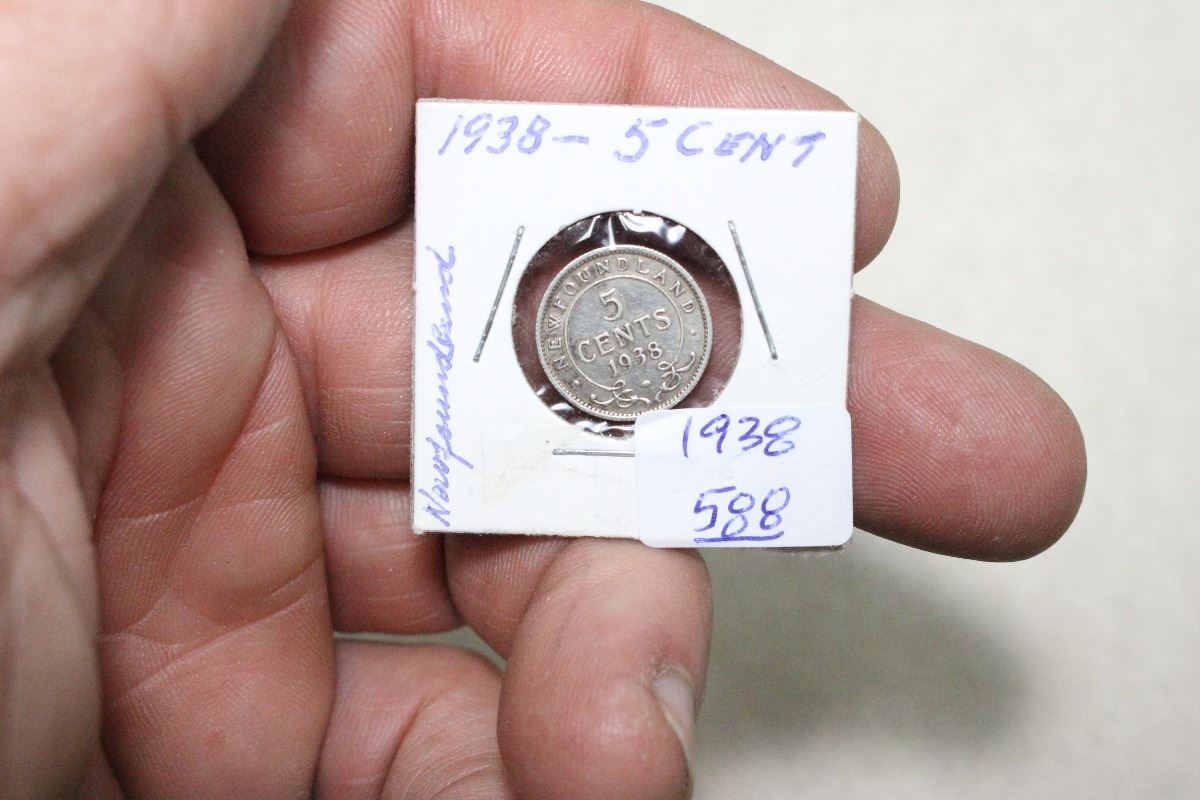 1938 - 5 CENT
Newfoundland
NEWFOUNDLAND
5
CENTS
1938
1938
588